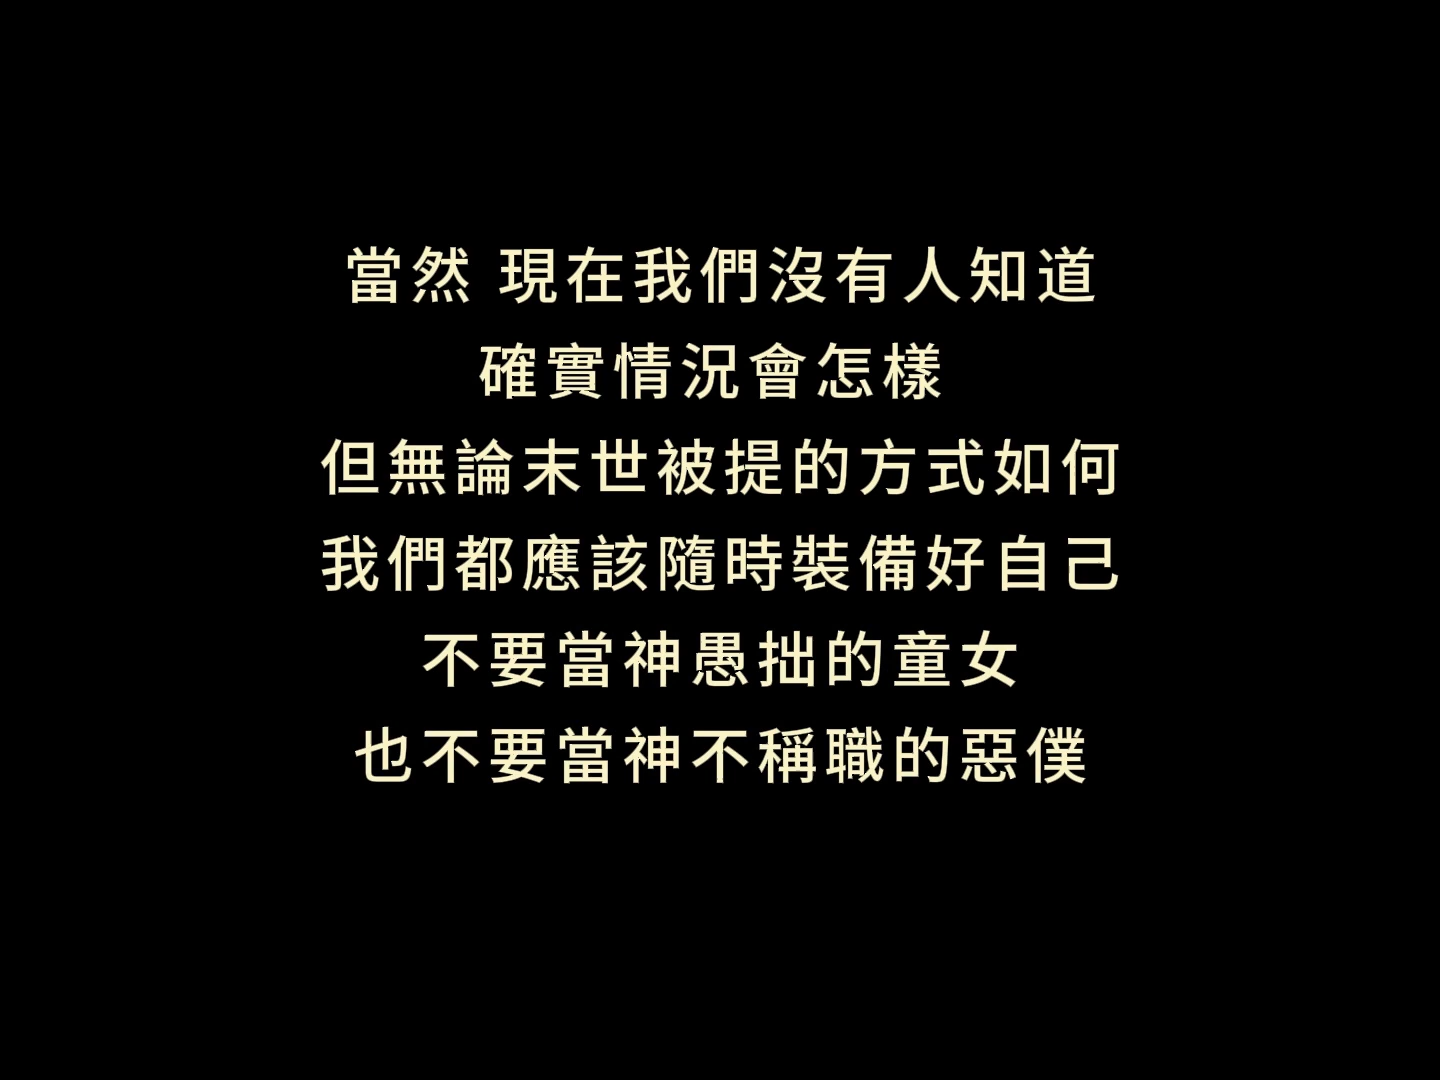 當然 現在我們沒有人知道
確實情況會怎樣
但無論末世被提的方式如何
我們都應該隨時裝備好自己
不要當神愚拙的童女
也不要當神不稱職的惡僕